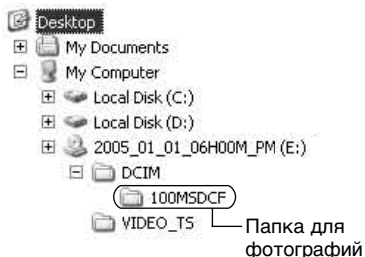 Desktop
My Documents
My Computer
Local Disk (C:)
Local Disk (D:)
2005_01_01_06H00M_PM (E:)
DCIM
100MSDCF
VIDEO_TS
Папка для
фотографий